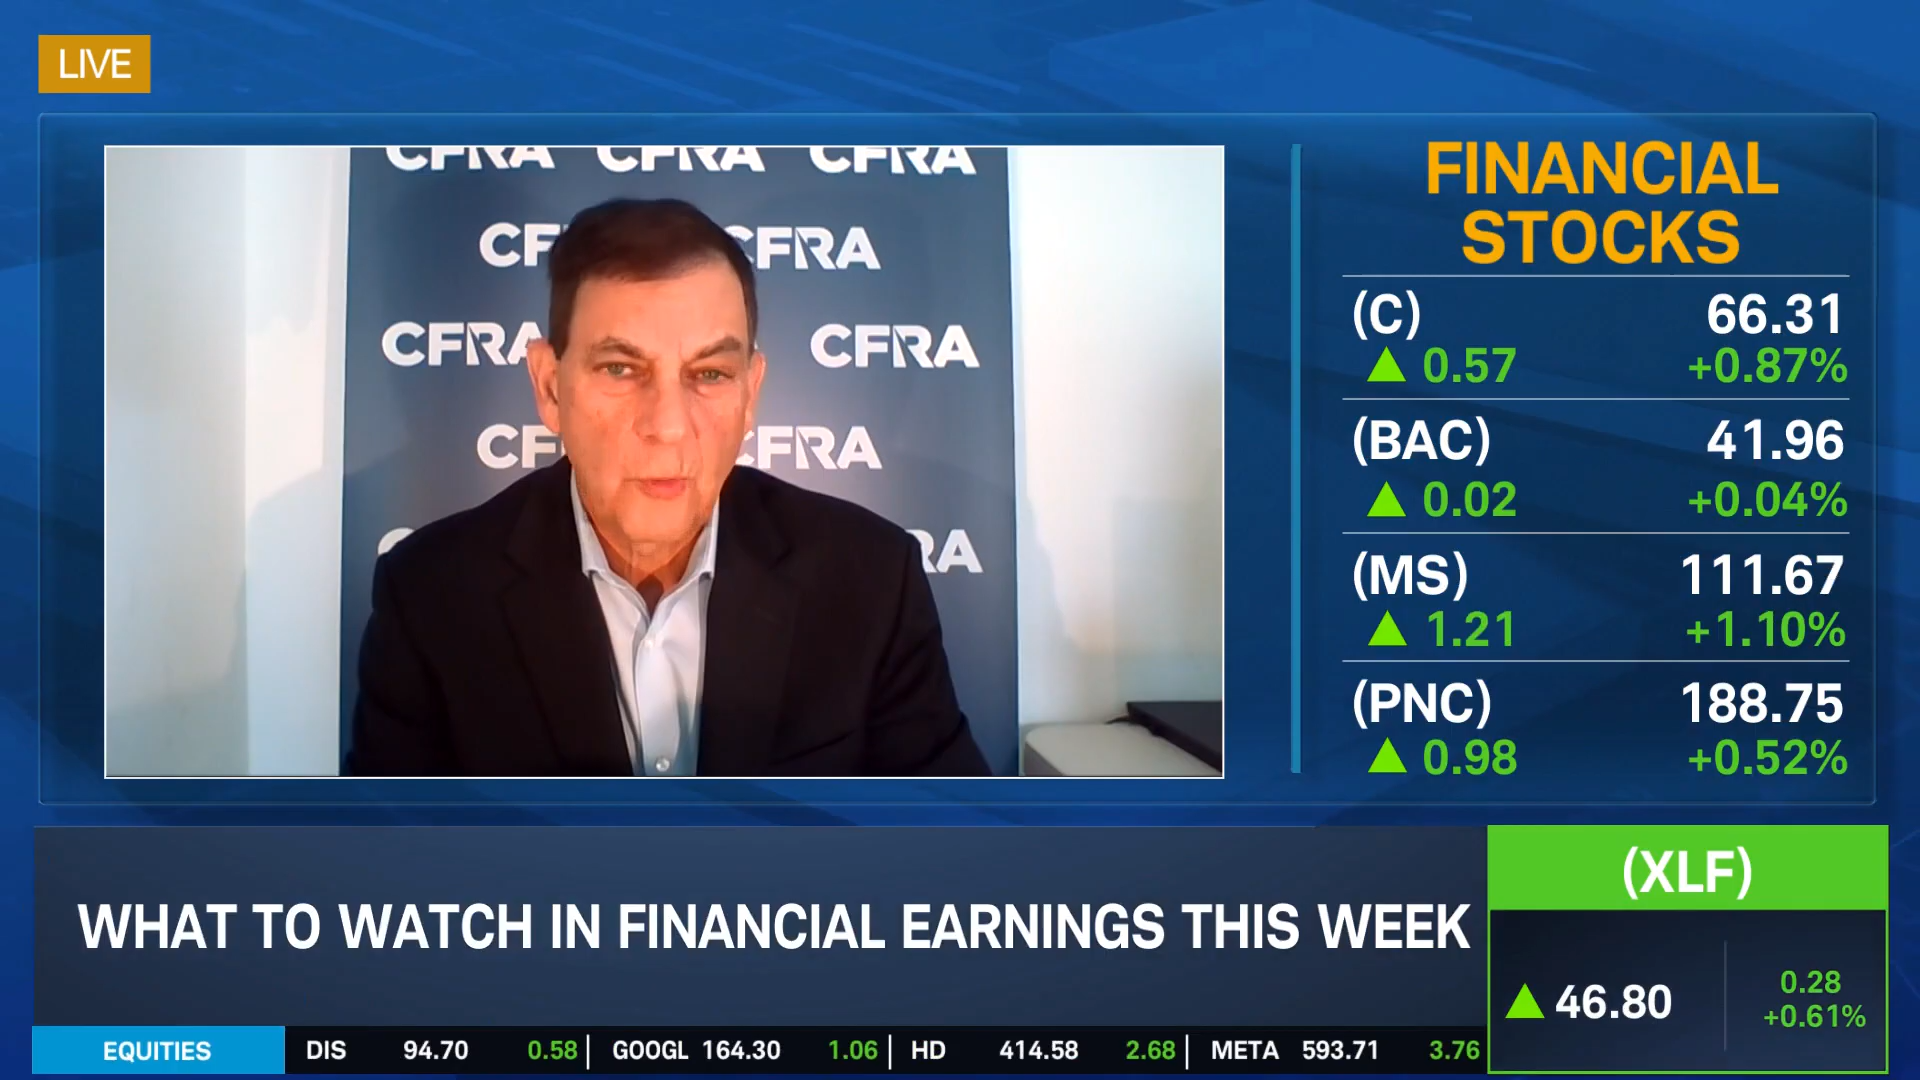 LIVE
CFRA CFRA CFRA
CF CFRA
CFRA CFRA
CF CFRA
RA
FINANCIAL
STOCKS
(C) 66.31
▲ 0.57 +0.87%
(BAC) 41.96
▲ 0.02 +0.04%
(MS) 111.67
▲ 1.21 +1.10%
(PNC) 188.75
▲ 0.98 +0.52%
WHAT TO WATCH IN FINANCIAL EARNINGS THIS WEEK
(XLF)
▲ 46.80
0.28
+0.61%
EQUITIES DIS 94.70 0.58 | GOOGL 164.30 1.06 | HD 414.58 2.68 | META 593.71 3.76